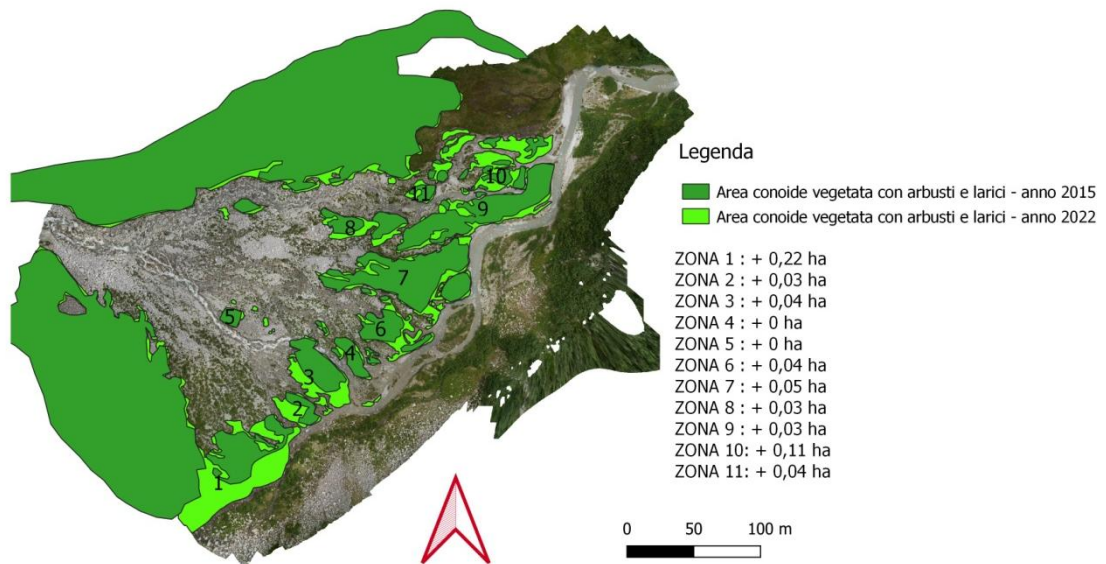 Legenda
Area conoide vegetata con arbusti e larici - anno 2015
Area conoide vegetata con arbusti e larici - anno 2022
ZONA 1 : + 0,22 ha
ZONA 2 : + 0,03 ha
ZONA 3 : + 0,04 ha
ZONA 4 : + 0 ha
ZONA 5 : + 0 ha
ZONA 6 : + 0,04 ha
ZONA 7 : + 0,05 ha
ZONA 8 : + 0,03 ha
ZONA 9 : + 0,03 ha
ZONA 10: + 0,11 ha
ZONA 11: + 0,04 ha
10
11
9
8
7
5
6
4
3
2
1
0 50 100 m